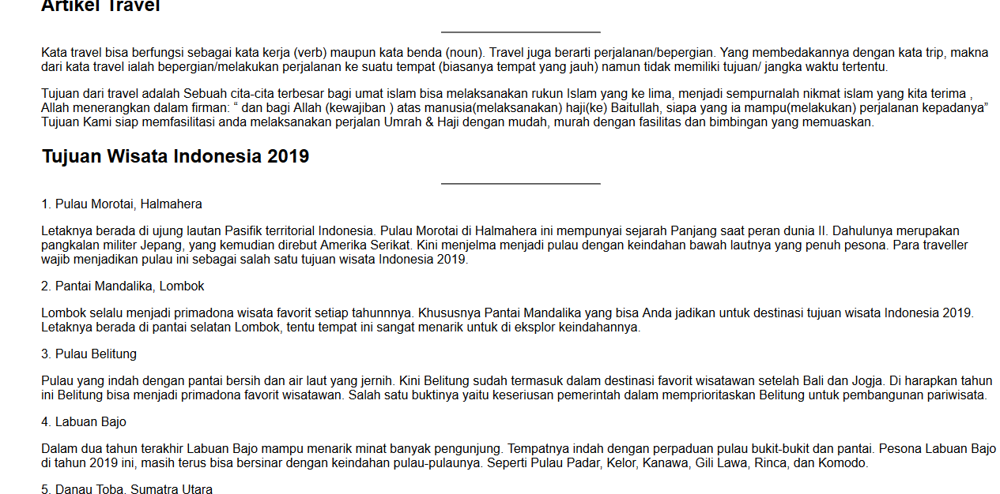 Artikel Travel
Kata travel bisa berfungsi sebagai kata kerja (verb) maupun kata benda (noun). Travel juga berarti perjalanan/bepergian. Yang membedakannya dengan kata trip, makna
dari kata travel ialah bepergian/melakukan perjalanan ke suatu tempat (biasanya tempat yang jauh) namun tidak memiliki tujuan/ jangka waktu tertentu.
Tujuan dari travel adalah Sebuah cita-cita terbesar bagi umat islam bisa melaksanakan rukun Islam yang ke lima, menjadi sempurnalah nikmat islam yang kita terima ,
Allah menerangkan dalam firman: “ dan bagi Allah (kewajiban ) atas manusia(melaksanakan) haji(ke) Baitullah, siapa yang ia mampu(melakukan) perjalanan kepadanya”
Tujuan Kami siap memfasilitasi anda melaksanakan perjalan Umrah & Haji dengan mudah, murah dengan fasilitas dan bimbingan yang memuaskan.
Tujuan Wisata Indonesia 2019
1. Pulau Morotai, Halmahera
Letaknya berada di ujung lautan Pasifik territorial Indonesia. Pulau Morotai di Halmahera ini mempunyai sejarah Panjang saat peran dunia II. Dahulunya merupakan
pangkalan militer Jepang, yang kemudian direbut Amerika Serikat. Kini menjelma menjadi pulau dengan keindahan bawah lautnya yang penuh pesona. Para traveller
wajib menjadikan pulau ini sebagai salah satu tujuan wisata Indonesia 2019.
2. Pantai Mandalika, Lombok
Lombok selalu menjadi primadona wisata favorit setiap tahunnnya. Khususnya Pantai Mandalika yang bisa Anda jadikan untuk destinasi tujuan wisata Indonesia 2019.
Letaknya berada di pantai selatan Lombok, tentu tempat ini sangat menarik untuk di eksplor keindahannya.
3. Pulau Belitung
Pulau yang indah dengan pantai bersih dan air laut yang jernih. Kini Belitung sudah termasuk dalam destinasi favorit wisatawan setelah Bali dan Jogja. Di harapkan tahun
ini Belitung bisa menjadi primadona favorit wisatawan. Salah satu buktinya yaitu keseriusan pemerintah dalam memprioritaskan Belitung untuk pembangunan pariwisata.
4. Labuan Bajo
Dalam dua tahun terakhir Labuan Bajo mampu menarik minat banyak pengunjung. Tempatnya indah dengan perpaduan pulau bukit-bukit dan pantai. Pesona Labuan Bajo
di tahun 2019 ini, masih terus bisa bersinar dengan keindahan pulau-pulaunya. Seperti Pulau Padar, Kelor, Kanawa, Gili Lawa, Rinca, dan Komodo.
5. Danau Toba. Sumatra Utara